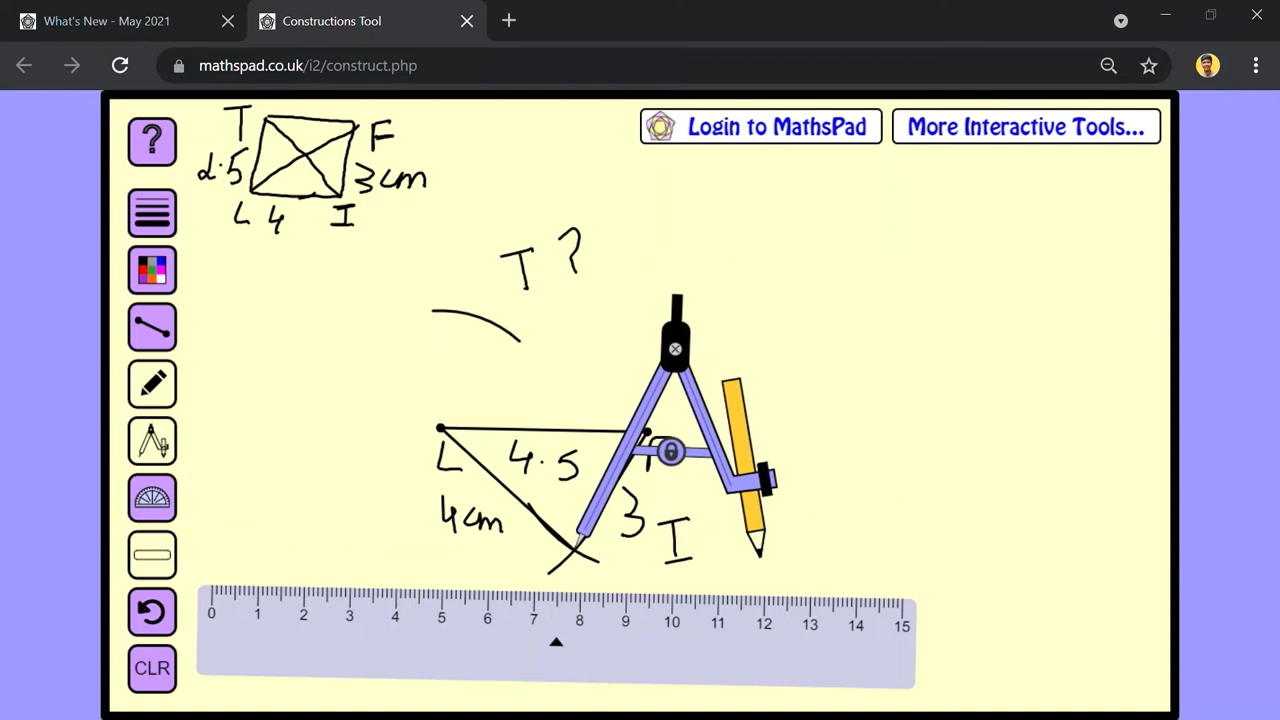 What's New - May 2021
Constructions Tool
mathspad.co.uk/i2/construct.php
?
Login to MathsPad
More Interactive Tools...
T
F
2.5
3cm
L
4
I
T ?
L
4.5
4cm
3
I
0 1 2 3 4 5 6 7 8 9 10 11 12 13 14 15
CLR